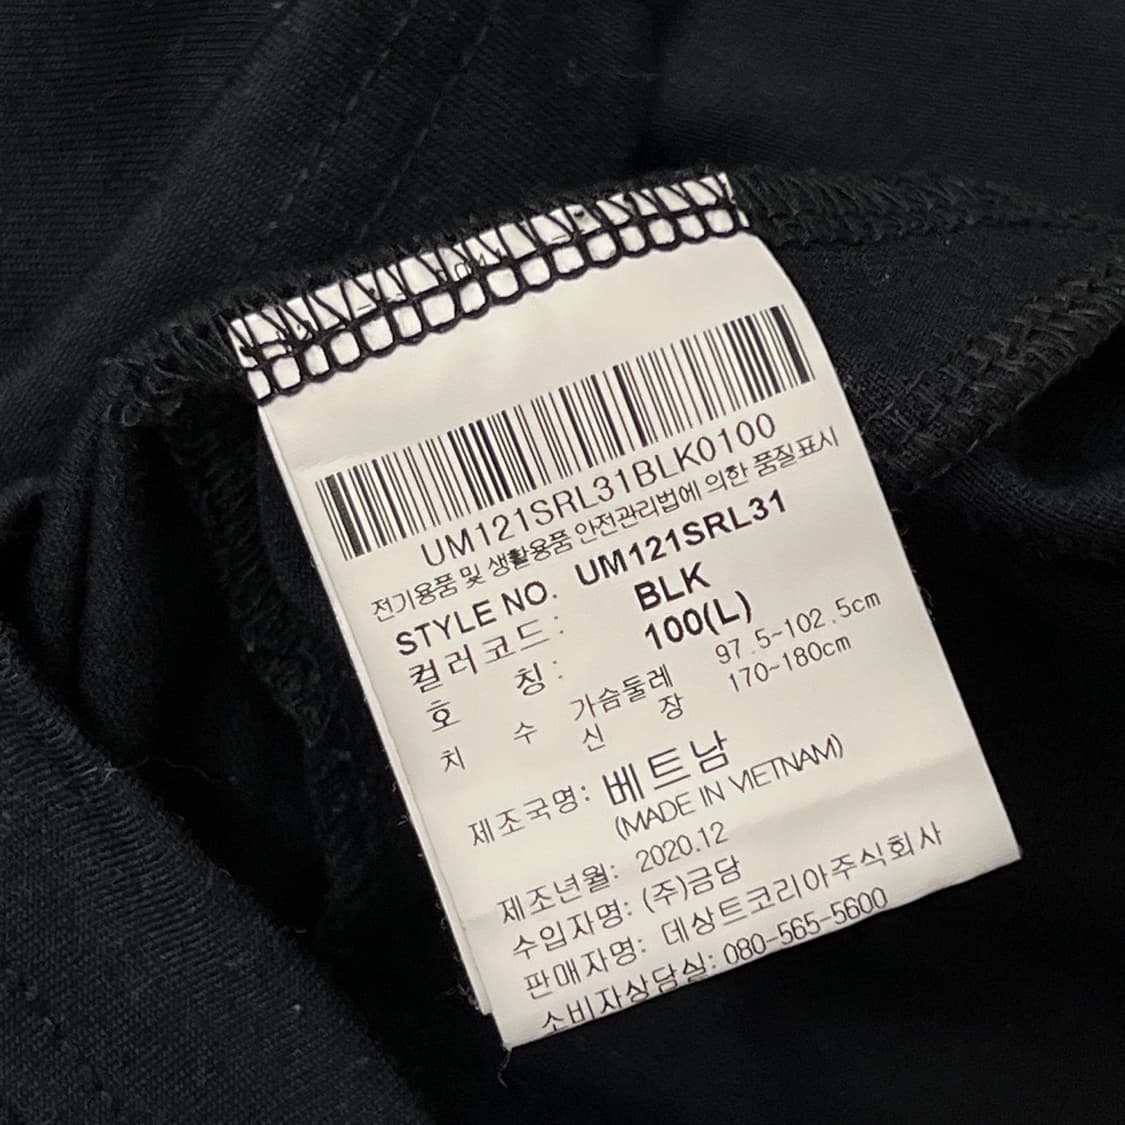 UM121SRL31BLK0100
전기용품 및 생활용품 안전관리법에 의한 품질표시
STYLE NO. UM121SRL31
컬러코드: BLK
호 칭: 100(L)
치 수 가슴둘레 97.5~102.5cm
신 장 170~180cm
제조국명: 베트남
(MADE IN VIETNAM)
제조년월: 2020.12
수입자명: (주)금담
판매자명: 데상트코리아주식회사
소비자상담실: 080-565-5600